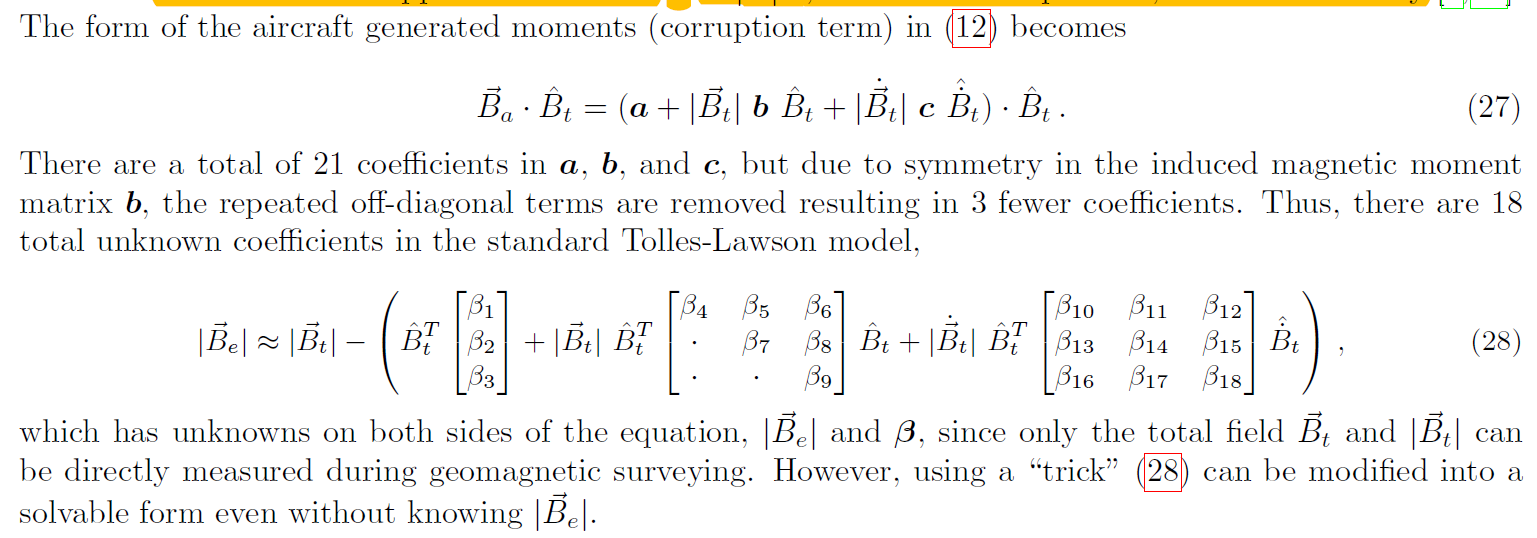 The form of the aircraft generated moments (corruption term) in (12) becomes
$\vec{B}_a \cdot \hat{B}_t = (\boldsymbol{a} + |\vec{B}_t| \ \boldsymbol{b} \ \hat{B}_t + |\dot{\vec{B}}_t| \ \boldsymbol{c} \ \hat{\dot{B}}_t) \cdot \hat{B}_t \, .$ (27)
There are a total of 21 coefficients in $\boldsymbol{a}$, $\boldsymbol{b}$, and $\boldsymbol{c}$, but due to symmetry in the induced magnetic moment
matrix $\boldsymbol{b}$, the repeated off-diagonal terms are removed resulting in 3 fewer coefficients. Thus, there are 18
total unknown coefficients in the standard Tolles-Lawson model,
$|\vec{B}_e| \approx |\vec{B}_t| - \left( \hat{B}_t^T \begin{bmatrix} \beta_1 \\ \beta_2 \\ \beta_3 \end{bmatrix} + |\vec{B}_t| \ \hat{B}_t^T \begin{bmatrix} \beta_4 & \beta_5 & \beta_6 \\ \cdot & \beta_7 & \beta_8 \\ \cdot & \cdot & \beta_9 \end{bmatrix} \hat{B}_t + |\dot{\vec{B}}_t| \ \hat{B}_t^T \begin{bmatrix} \beta_{10} & \beta_{11} & \beta_{12} \\ \beta_{13} & \beta_{14} & \beta_{15} \\ \beta_{16} & \beta_{17} & \beta_{18} \end{bmatrix} \hat{\dot{B}}_t \right) \, ,$ (28)
which has unknowns on both sides of the equation, $|\vec{B}_e|$ and $\boldsymbol{\beta}$, since only the total field $\vec{B}_t$ and $|\vec{B}_t|$ can
be directly measured during geomagnetic surveying. However, using a “trick” (28) can be modified into a
solvable form even without knowing $|\vec{B}_e|$.